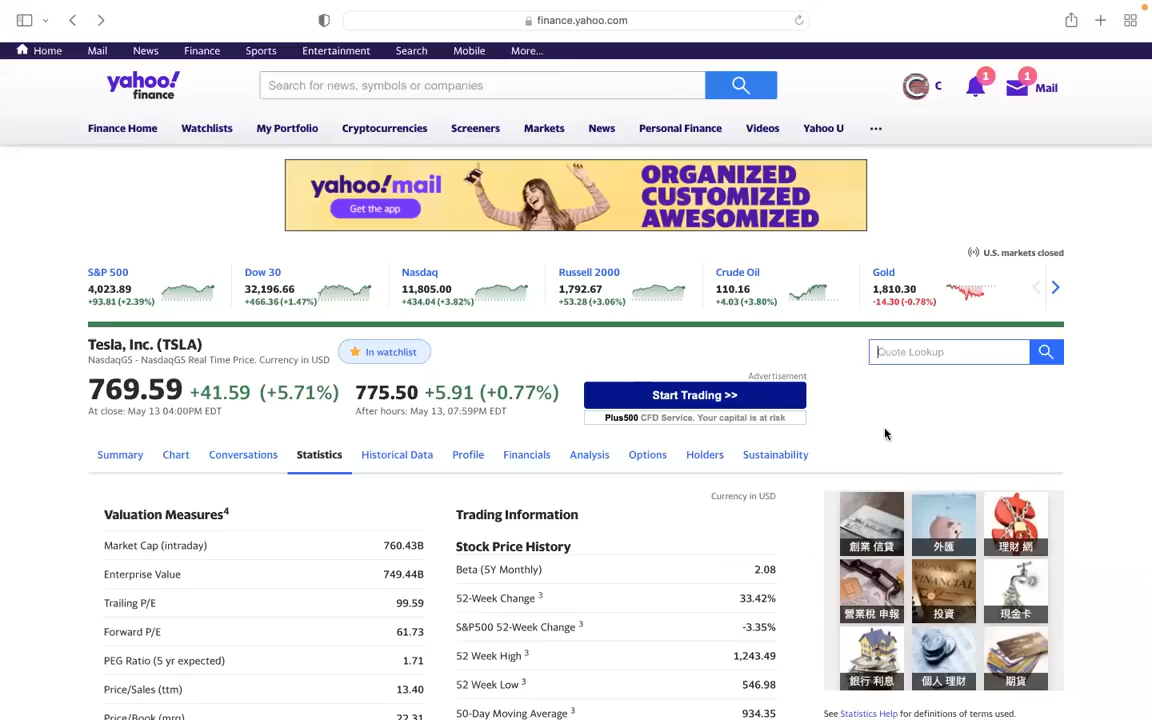 finance.yahoo.com
Home Mail News Finance Sports Entertainment Search Mobile More...
yahoo!
finance
Search for news, symbols or companies
C
1
1
Mail
Finance Home Watchlists My Portfolio Cryptocurrencies Screeners Markets News Personal Finance Videos Yahoo U
yahoo!mail
Get the app
ORGANIZED
CUSTOMIZED
AWESOMIZED
U.S. markets closed
S&P 500
4,023.89
+93.81 (+2.39%)
Dow 30
32,196.66
+466.36 (+1.47%)
Nasdaq
11,805.00
+434.04 (+3.82%)
Russell 2000
1,792.67
+53.28 (+3.06%)
Crude Oil
110.16
+4.03 (+3.80%)
Gold
1,810.30
-14.30 (-0.78%)
Tesla, Inc. (TSLA)
NasdaqGS - NasdaqGS Real Time Price. Currency in USD
In watchlist
Quote Lookup
769.59 +41.59 (+5.71%)
At close: May 13 04:00PM EDT
775.50 +5.91 (+0.77%)
After hours: May 13, 07:59PM EDT
Advertisement
Start Trading >>
Plus500 CFD Service. Your capital is at risk
Summary Chart Conversations Statistics Historical Data Profile Financials Analysis Options Holders Sustainability
Currency in USD
Valuation Measures4
Market Cap (intraday) 760.43B
Enterprise Value 749.44B
Trailing P/E 99.59
Forward P/E 61.73
PEG Ratio (5 yr expected) 1.71
Price/Sales (ttm) 13.40
Price/Book (mrq) 22.31
Trading Information
Stock Price History
Beta (5Y Monthly) 2.08
52-Week Change 3 33.42%
S&P500 52-Week Change 3 -3.35%
52 Week High 3 1,243.49
52 Week Low 3 546.98
50-Day Moving Average 3 934.35
創業 信貸 外匯 理財 網
營業稅 申報 投資 現金卡
銀行 利息 個人 理財 期貨
See Statistics Help for definitions of terms used.